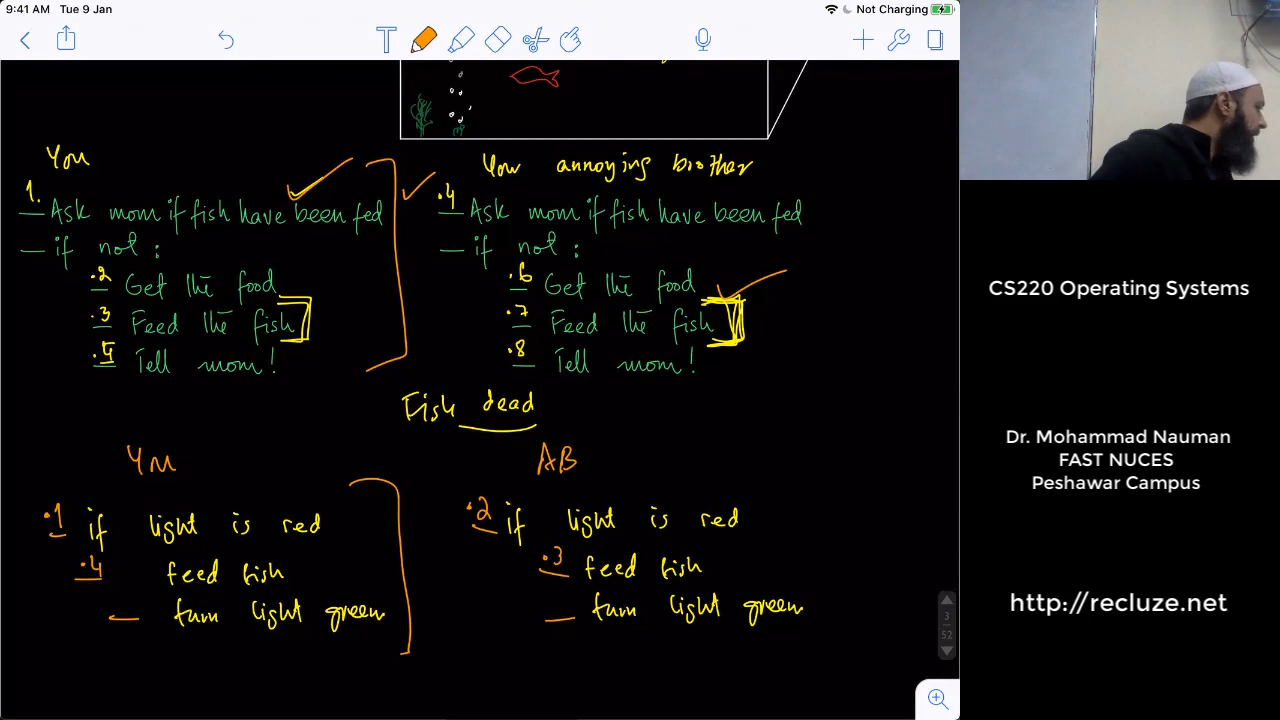 9:41 AM Tue 9 Jan
Not Charging
T
You
You annoying brother
1.
Ask mom if fish have been fed
if not :
.2 Get the food
.3 Feed the fish
Tell mom!
.4
Ask mom if fish have been fed
if not :
.6 Get the food
.7 Feed the fish
.8 Tell mom!
Fish dead
You
AB
.1 if light is red
.4 feed fish
turn light green
.2 if light is red
.3 feed fish
turn light green
3
52
CS220 Operating Systems
Dr. Mohammad Nauman
FAST NUCES
Peshawar Campus
http://recluze.net